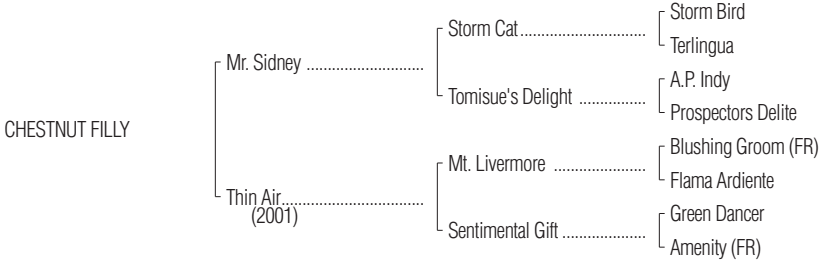 Storm Bird
Storm Cat..............................
Terlingua
Mr. Sidney ............................
A.P. Indy
Tomisue's Delight ................
Prospectors Delite
CHESTNUT FILLY
Blushing Groom (FR)
Mt. Livermore ......................
Flama Ardiente
Thin Air..................................
(2001)
Green Dancer
Sentimental Gift ....................
Amenity (FR)